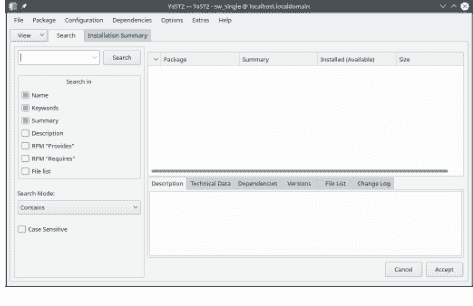 YaST2 — YaST2 - sw_single @ localhost.localdomain
File Package Configuration Dependencies Options Extras Help
View Search Installation Summary
Search
Package Summary Installed (Available) Size
Search in
Name
Keywords
Summary
Description
RPM "Provides"
RPM "Requires"
File list
Description Technical Data Dependencies Versions File List Change Log
Search Mode:
Contains
Case Sensitive
Cancel Accept